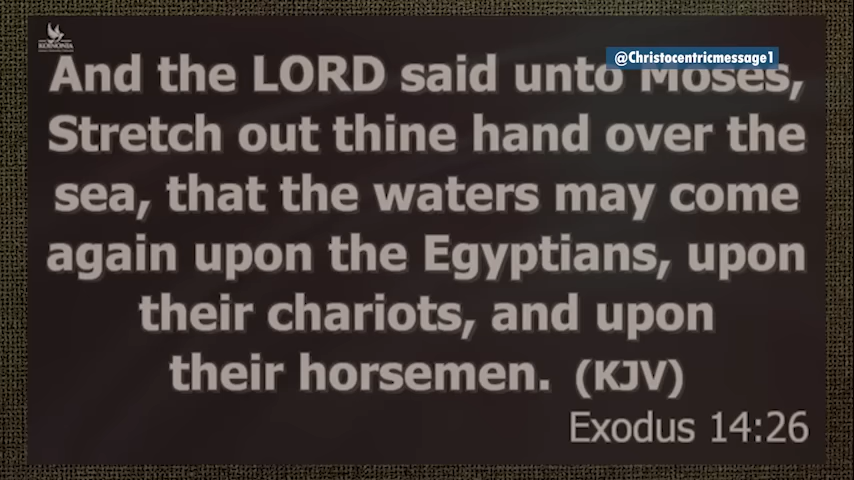 KOINONIA
@Christocentricmessage1
And the LORD said unto Moses,
Stretch out thine hand over the
sea, that the waters may come
again upon the Egyptians, upon
their chariots, and upon
their horsemen. (KJV)
Exodus 14:26